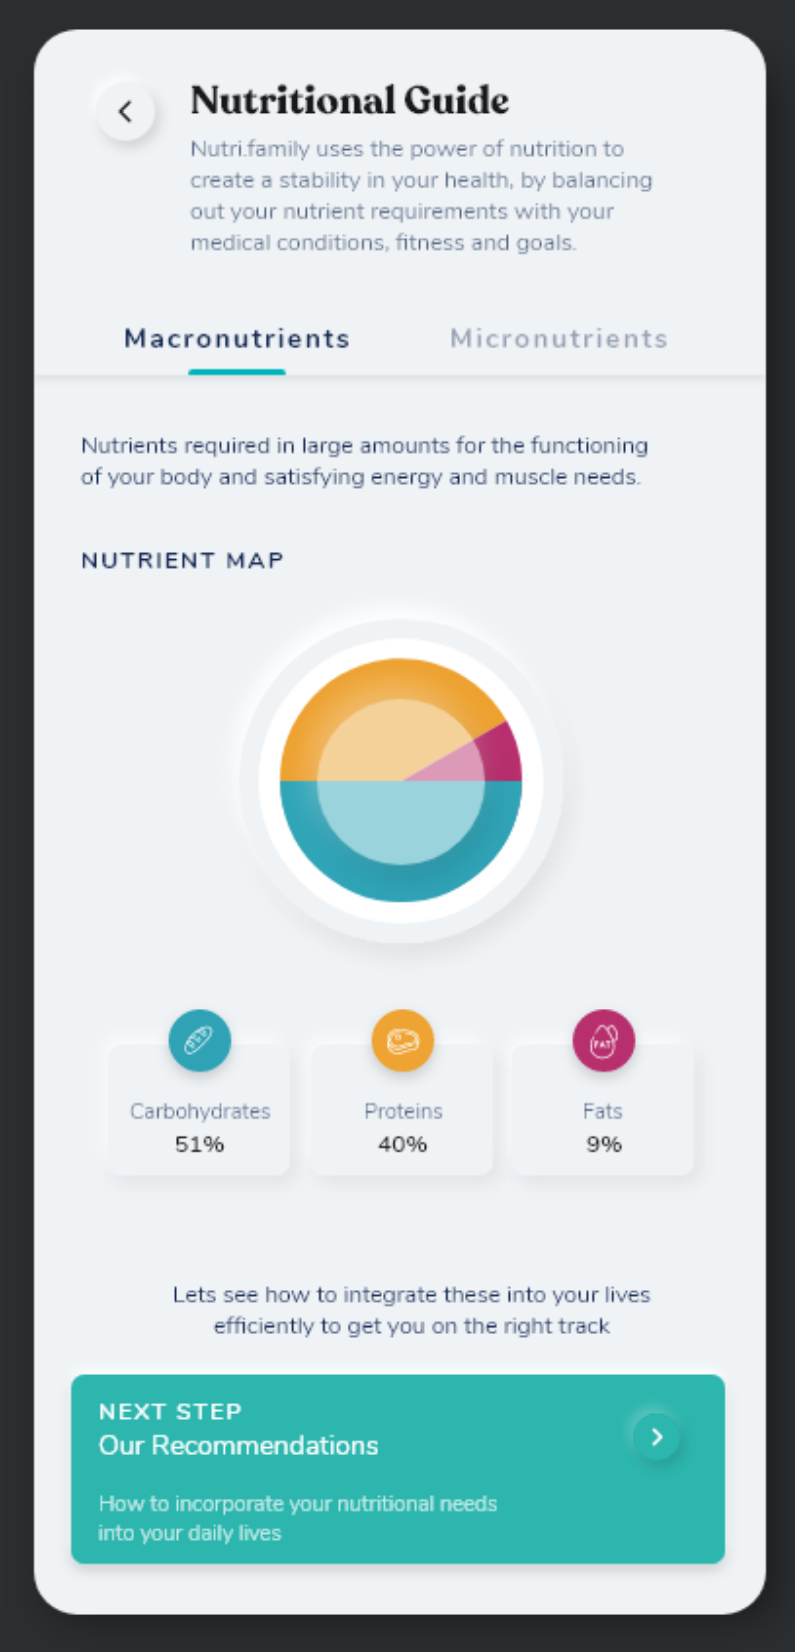 Nutritional Guide
Nutri.family uses the power of nutrition to
create a stability in your health, by balancing
out your nutrient requirements with your
medical conditions, fitness and goals.
Macronutrients
Micronutrients
Nutrients required in large amounts for the functioning
of your body and satisfying energy and muscle needs.
NUTRIENT MAP
FAT
Carbohydrates
51%
Proteins
40%
Fats
9%
Lets see how to integrate these into your lives
efficiently to get you on the right track
NEXT STEP
Our Recommendations
How to incorporate your nutritional needs
into your daily lives